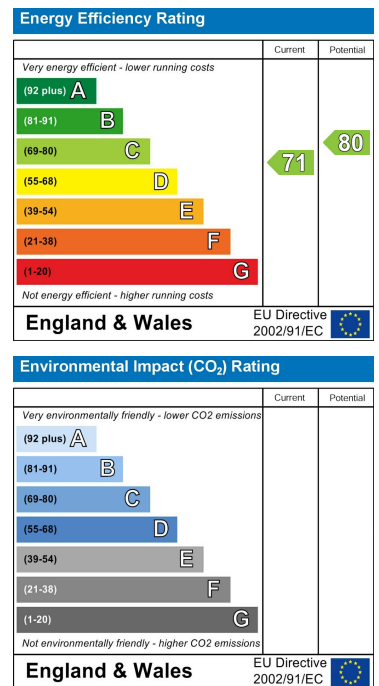 Energy Efficiency Rating
Current Potential
Very energy efficient - lower running costs
(92 plus) A
(81-91) B
(69-80) C
(55-68) D
(39-54) E
(21-38) F
(1-20) G
71
80
Not energy efficient - higher running costs
England & Wales
EU Directive
2002/91/EC
Environmental Impact (CO₂) Rating
Current Potential
Very environmentally friendly - lower CO2 emissions
(92 plus) A
(81-91) B
(69-80) C
(55-68) D
(39-54) E
(21-38) F
(1-20) G
Not environmentally friendly - higher CO2 emissions
England & Wales
EU Directive
2002/91/EC